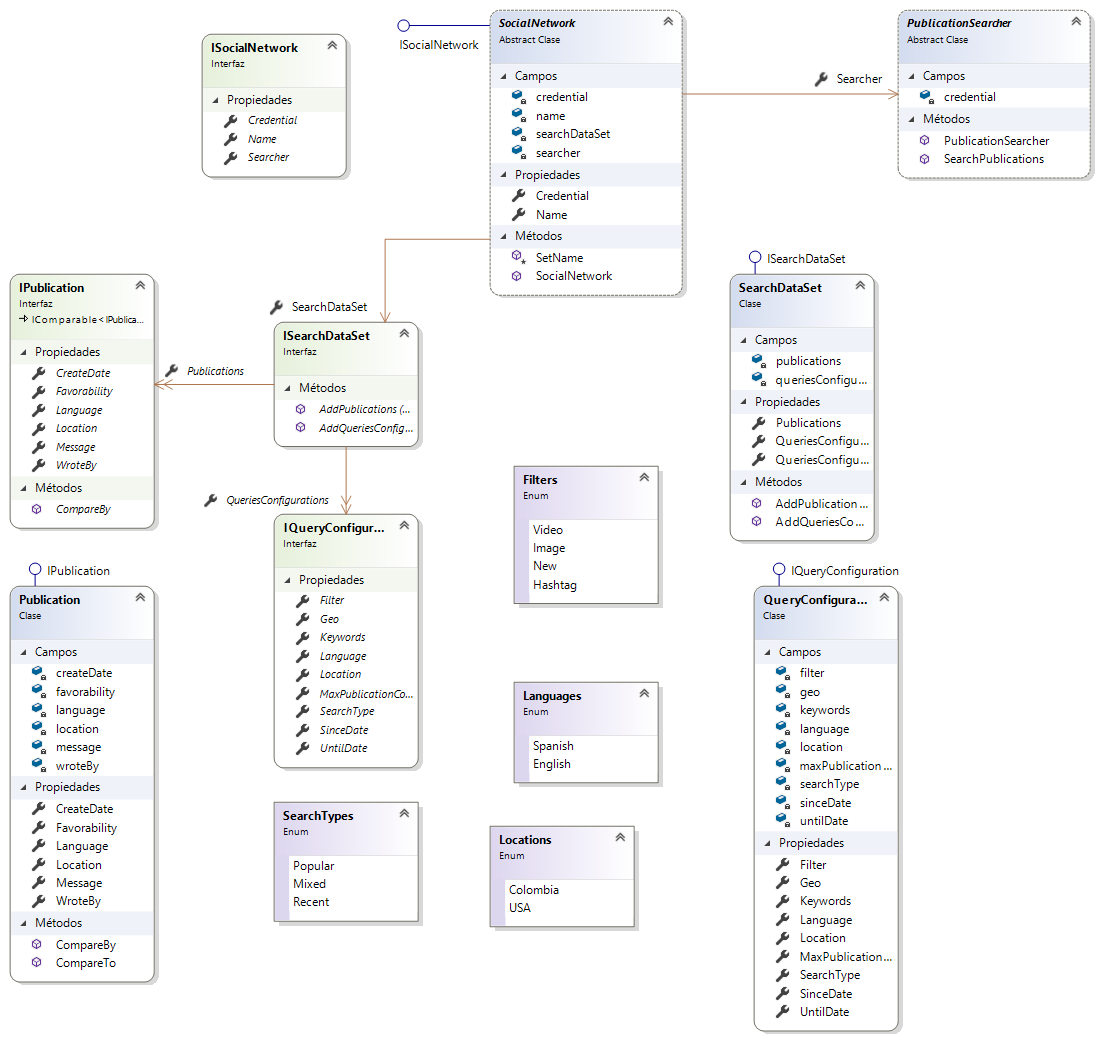 ISocialNetwork
Interfaz
Propiedades
Credential
Name
Searcher
ISocialNetwork
SocialNetwork
Abstract Clase
Campos
credential
name
searchDataSet
searcher
Propiedades
Credential
Name
Métodos
SetName
SocialNetwork
Searcher
PublicationSearcher
Abstract Clase
Campos
credential
Métodos
PublicationSearcher
SearchPublications
IPublication
Interfaz
IComparable<IPublica...
Propiedades
CreateDate
Favorability
Language
Location
Message
WroteBy
Métodos
CompareBy
Publications
SearchDataSet
ISearchDataSet
Interfaz
Métodos
AddPublications (...
AddQueriesConfig...
ISearchDataSet
SearchDataSet
Clase
Campos
publications
queriesConfigu...
Propiedades
Publications
QueriesConfigu...
QueriesConfigu...
Métodos
AddPublication ...
AddQueriesCo ...
QueriesConfigurations
IQueryConfigur...
Interfaz
Propiedades
Filter
Geo
Keywords
Language
Location
MaxPublicationCo...
SearchType
SinceDate
UntilDate
Filters
Enum
Video
Image
New
Hashtag
IPublication
Publication
Clase
Campos
createDate
favorability
language
location
message
wroteBy
Propiedades
CreateDate
Favorability
Language
Location
Message
WroteBy
Métodos
CompareBy
CompareTo
Languages
Enum
Spanish
English
SearchTypes
Enum
Popular
Mixed
Recent
Locations
Enum
Colombia
USA
IQueryConfiguration
QueryConfigura...
Clase
Campos
filter
geo
keywords
language
location
maxPublication ...
searchType
sinceDate
untilDate
Propiedades
Filter
Geo
Keywords
Language
Location
MaxPublication...
SearchType
SinceDate
UntilDate